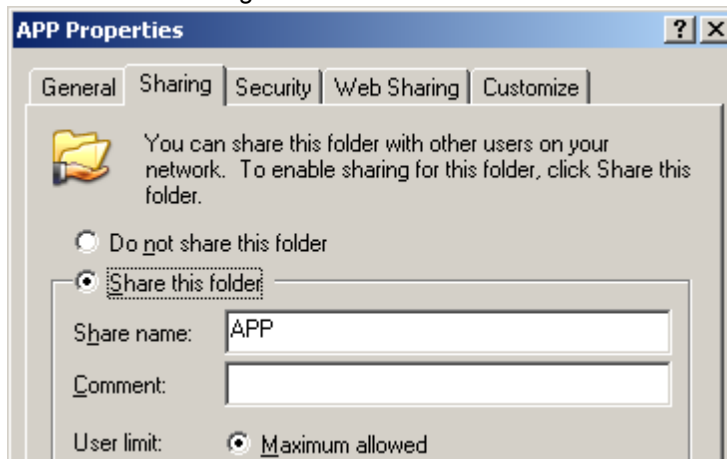 APP Properties
General Sharing Security Web Sharing Customize
You can share this folder with other users on your
network. To enable sharing for this folder, click Share this
folder.
Do not share this folder
Share this folder
Share name: APP
Comment:
User limit: Maximum allowed